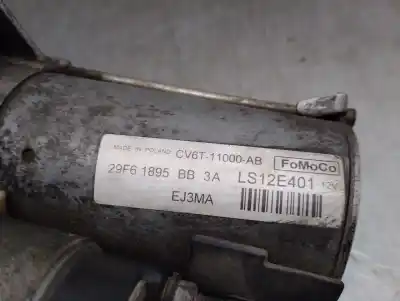 MADE IN POLAND CV6T-11000-AB FoMoCo
29F6 1895 BB 3A LS12E401 12V
EJ3MA